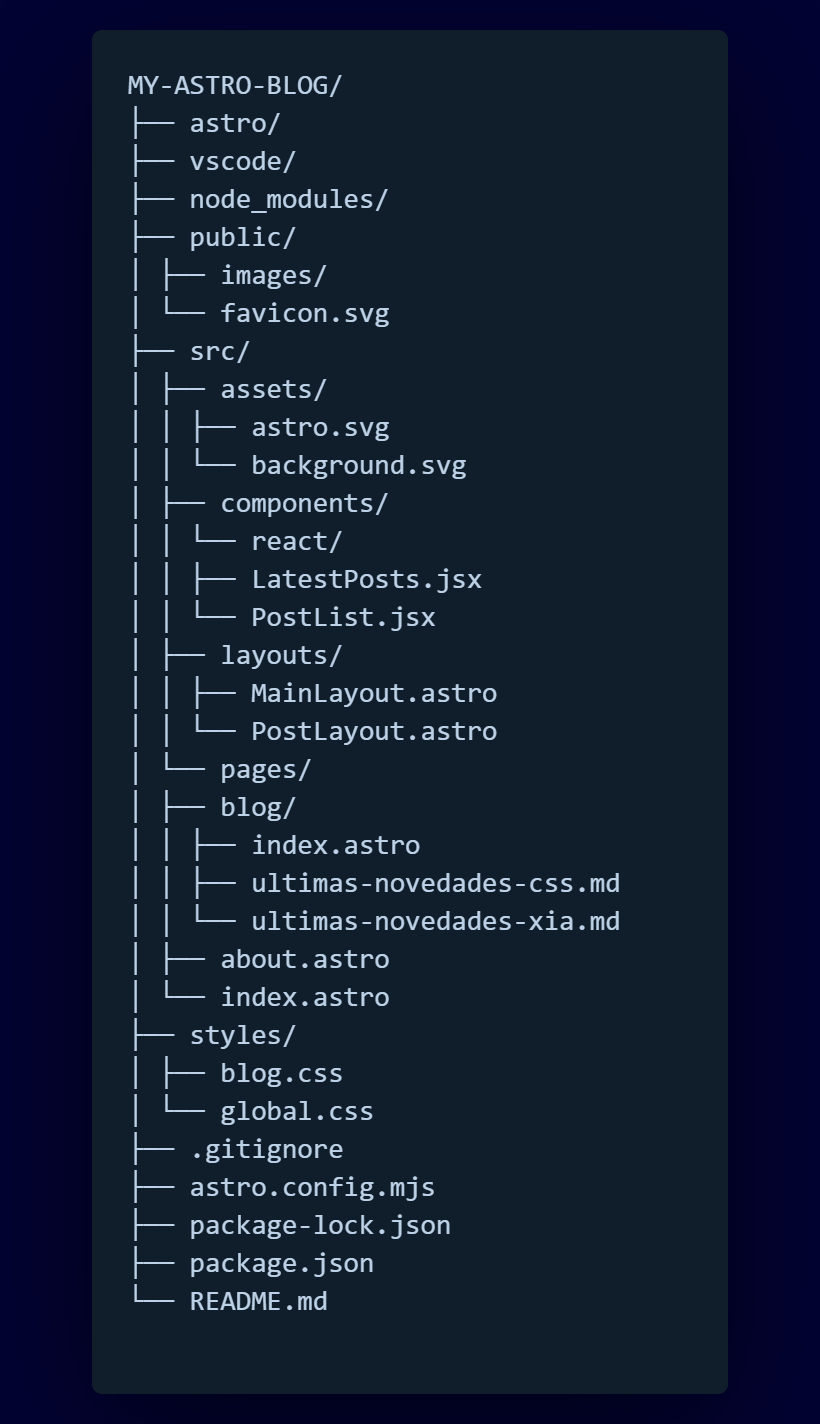 MY-ASTRO-BLOG/
├── astro/
├── vscode/
├── node_modules/
├── public/
│ ├── images/
│ └── favicon.svg
├── src/
│ ├── assets/
│ │ ├── astro.svg
│ │ └── background.svg
│ ├── components/
│ │ └── react/
│ │ ├── LatestPosts.jsx
│ │ └── PostList.jsx
│ ├── layouts/
│ │ ├── MainLayout.astro
│ │ └── PostLayout.astro
│ └── pages/
│ ├── blog/
│ │ ├── index.astro
│ │ ├── ultimas-novedades-css.md
│ │ └── ultimas-novedades-xia.md
│ ├── about.astro
│ └── index.astro
├── styles/
│ ├── blog.css
│ └── global.css
├── .gitignore
├── astro.config.mjs
├── package-lock.json
├── package.json
└── README.md